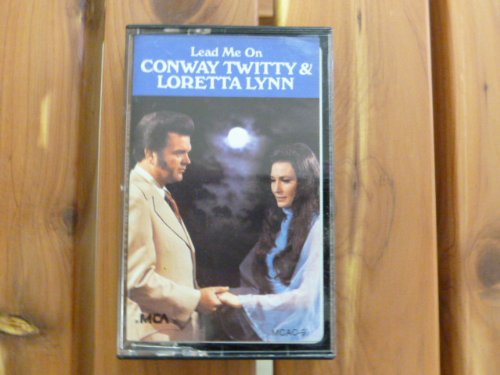 Lead Me On
CONWAY TWITTY &
LORETTA LYNN
MCA